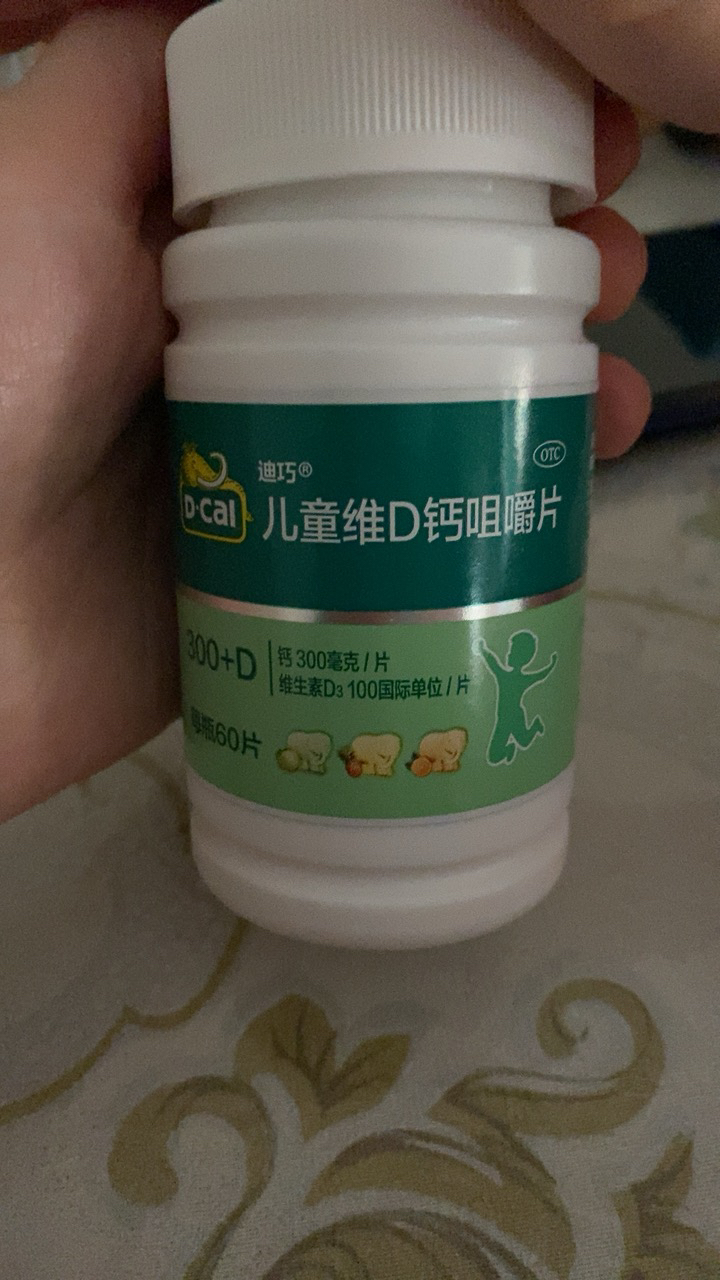 OTC
迪巧®
D·cal
儿童维D钙咀嚼片
300+D
钙 300毫克/片
维生素D₃ 100国际单位/片
每瓶60片